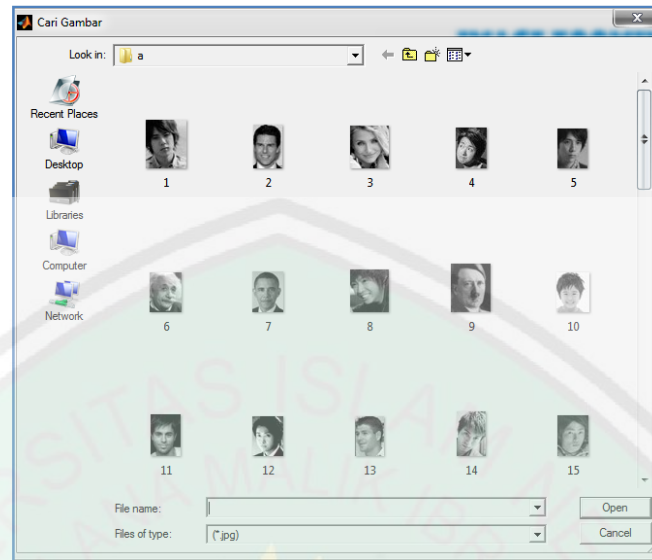 Cari Gambar
Look in: a
Recent Places
Desktop
Libraries
Computer
Network
1 2 3 4 5
6 7 8 9 10
11 12 13 14 15
File name:
Open
Files of type: (*.jpg)
Cancel